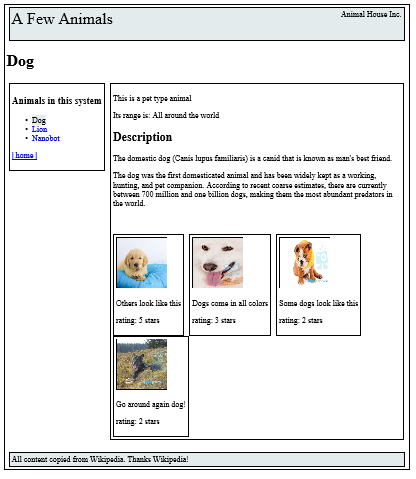 A Few Animals
Animal House Inc.
Dog
Animals in this system
• Dog
• Lion
• Nanobot
[ home ]
This is a pet type animal
Its range is: All around the world
Description
The domestic dog (Canis lupus familiaris) is a canid that is known as man's best friend.
The dog was the first domesticated animal and has been widely kept as a working,
hunting, and pet companion. According to recent coarse estimates, there are currently
between 700 million and one billion dogs, making them the most abundant predators in
the world.
Others look like this
rating: 5 stars
Dogs come in all colors
rating: 3 stars
Some dogs look like this
rating: 2 stars
Go around again dog!
rating: 2 stars
All content copied from Wikipedia. Thanks Wikipedia!